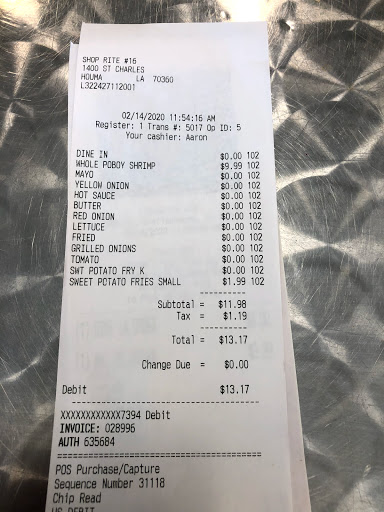 SHOP RITE #16
1400 ST CHARLES
HOUMA LA 70360
L322427112001
02/14/2020 11:54:16 AM
Register: 1 Trans #: 5017 Op ID: 5
Your cashier: Aaron
DINE IN $0.00 102
WHOLE POBOY SHRIMP $9.99 102
MAYO $0.00 102
YELLOW ONION $0.00 102
HOT SAUCE $0.00 102
BUTTER $0.00 102
RED ONION $0.00 102
LETTUCE $0.00 102
FRIED $0.00 102
GRILLED ONIONS $0.00 102
TOMATO $0.00 102
SWT POTATO FRY K $0.00 102
SWEET POTATO FRIES SMALL $1.99 102
-----------
Subtotal = $11.98
Tax = $1.19
-----------
Total = $13.17
Change Due = $0.00
Debit $13.17
----------------------------------------
XXXXXXXXXXXX7394 Debit
INVOICE: 028996
AUTH 635684
========================================
POS Purchase/Capture
Sequence Number 31118
Chip Read
US DEBIT